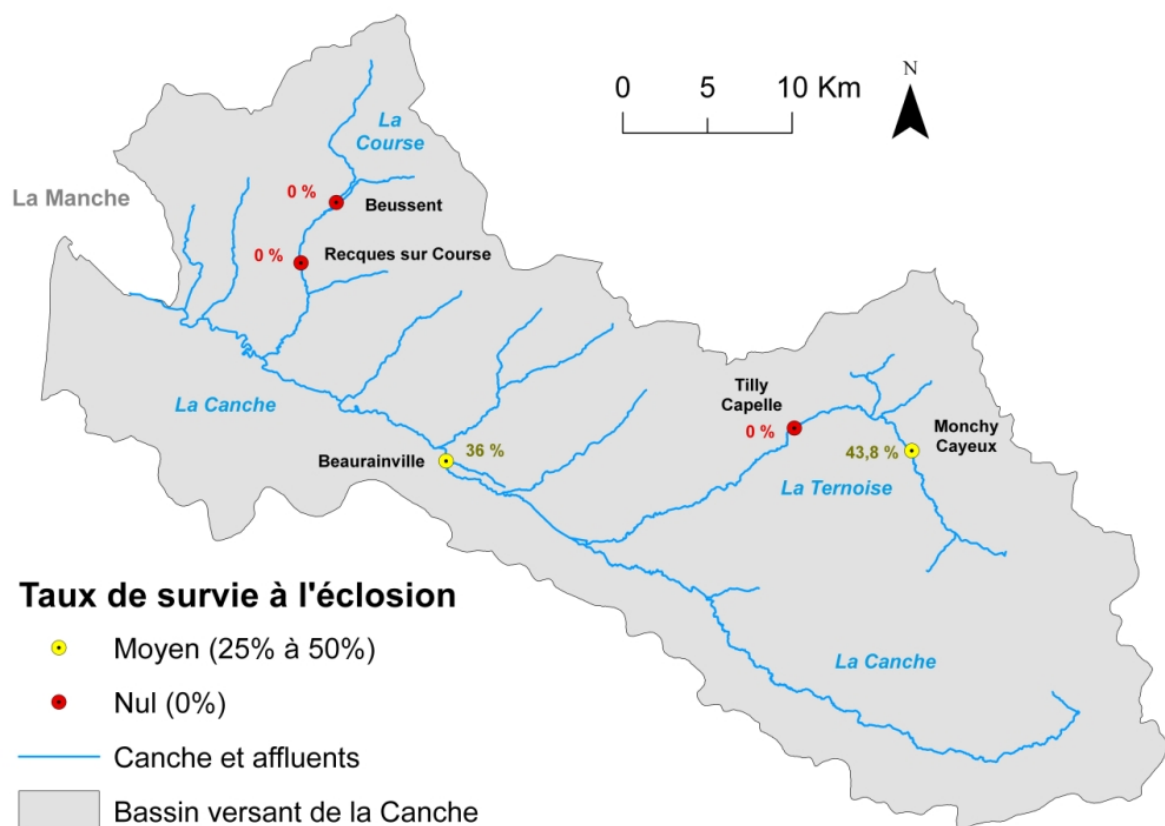 0 5 10 Km
N
La
Course
La Manche
0 %
Beussent
0 %
Recques sur Course
La Canche
Tilly
Capelle
0 %
Monchy
Cayeux
43,8 %
36 %
Beaurainville
La Ternoise
Taux de survie à l'éclosion
Moyen (25% à 50%)
Nul (0%)
La Canche
Canche et affluents
Bassin versant de la Canche